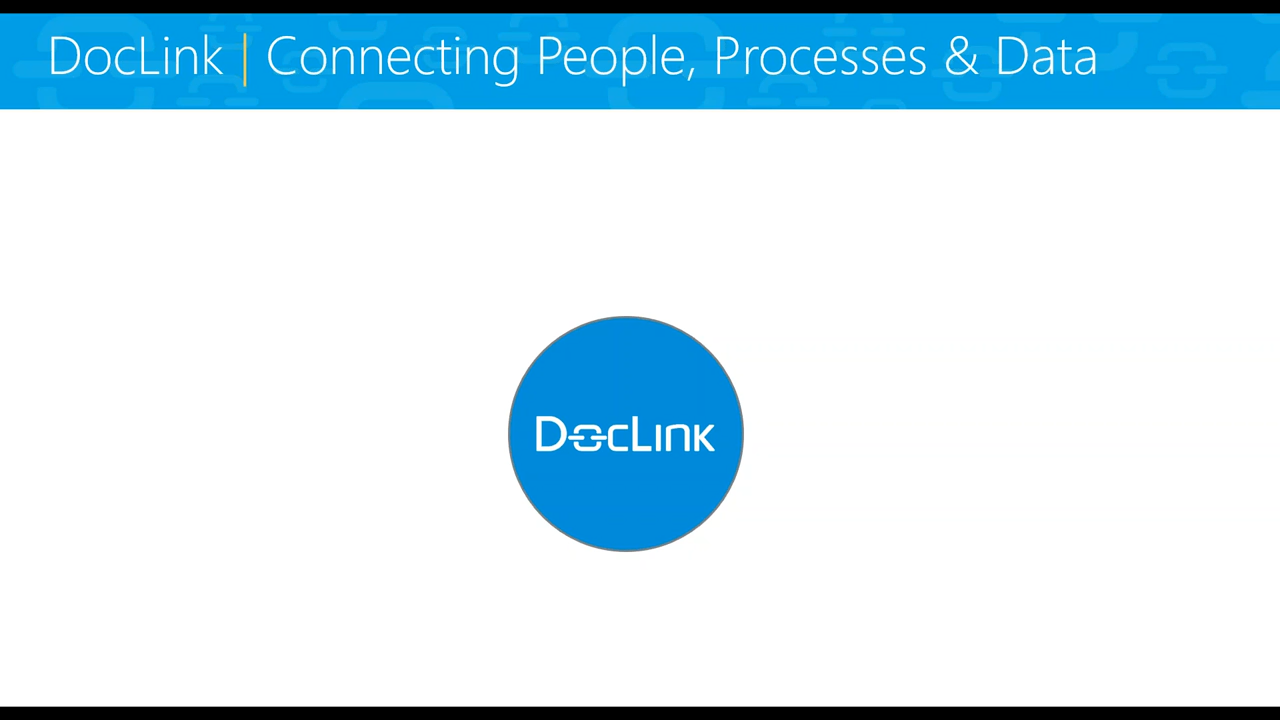 DocLink | Connecting People, Processes & Data
DocLink